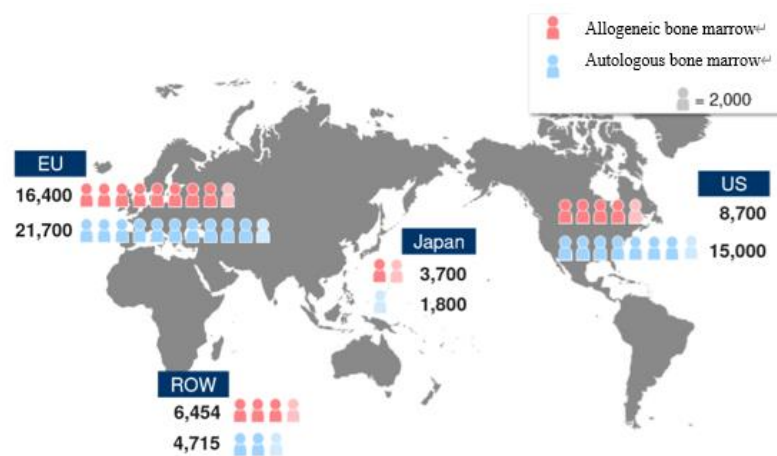 Allogeneic bone marrow↵
Autologous bone marrow↵
= 2,000
EU
16,400
21,700
US
8,700
15,000
Japan
3,700
1,800
ROW
6,454
4,715